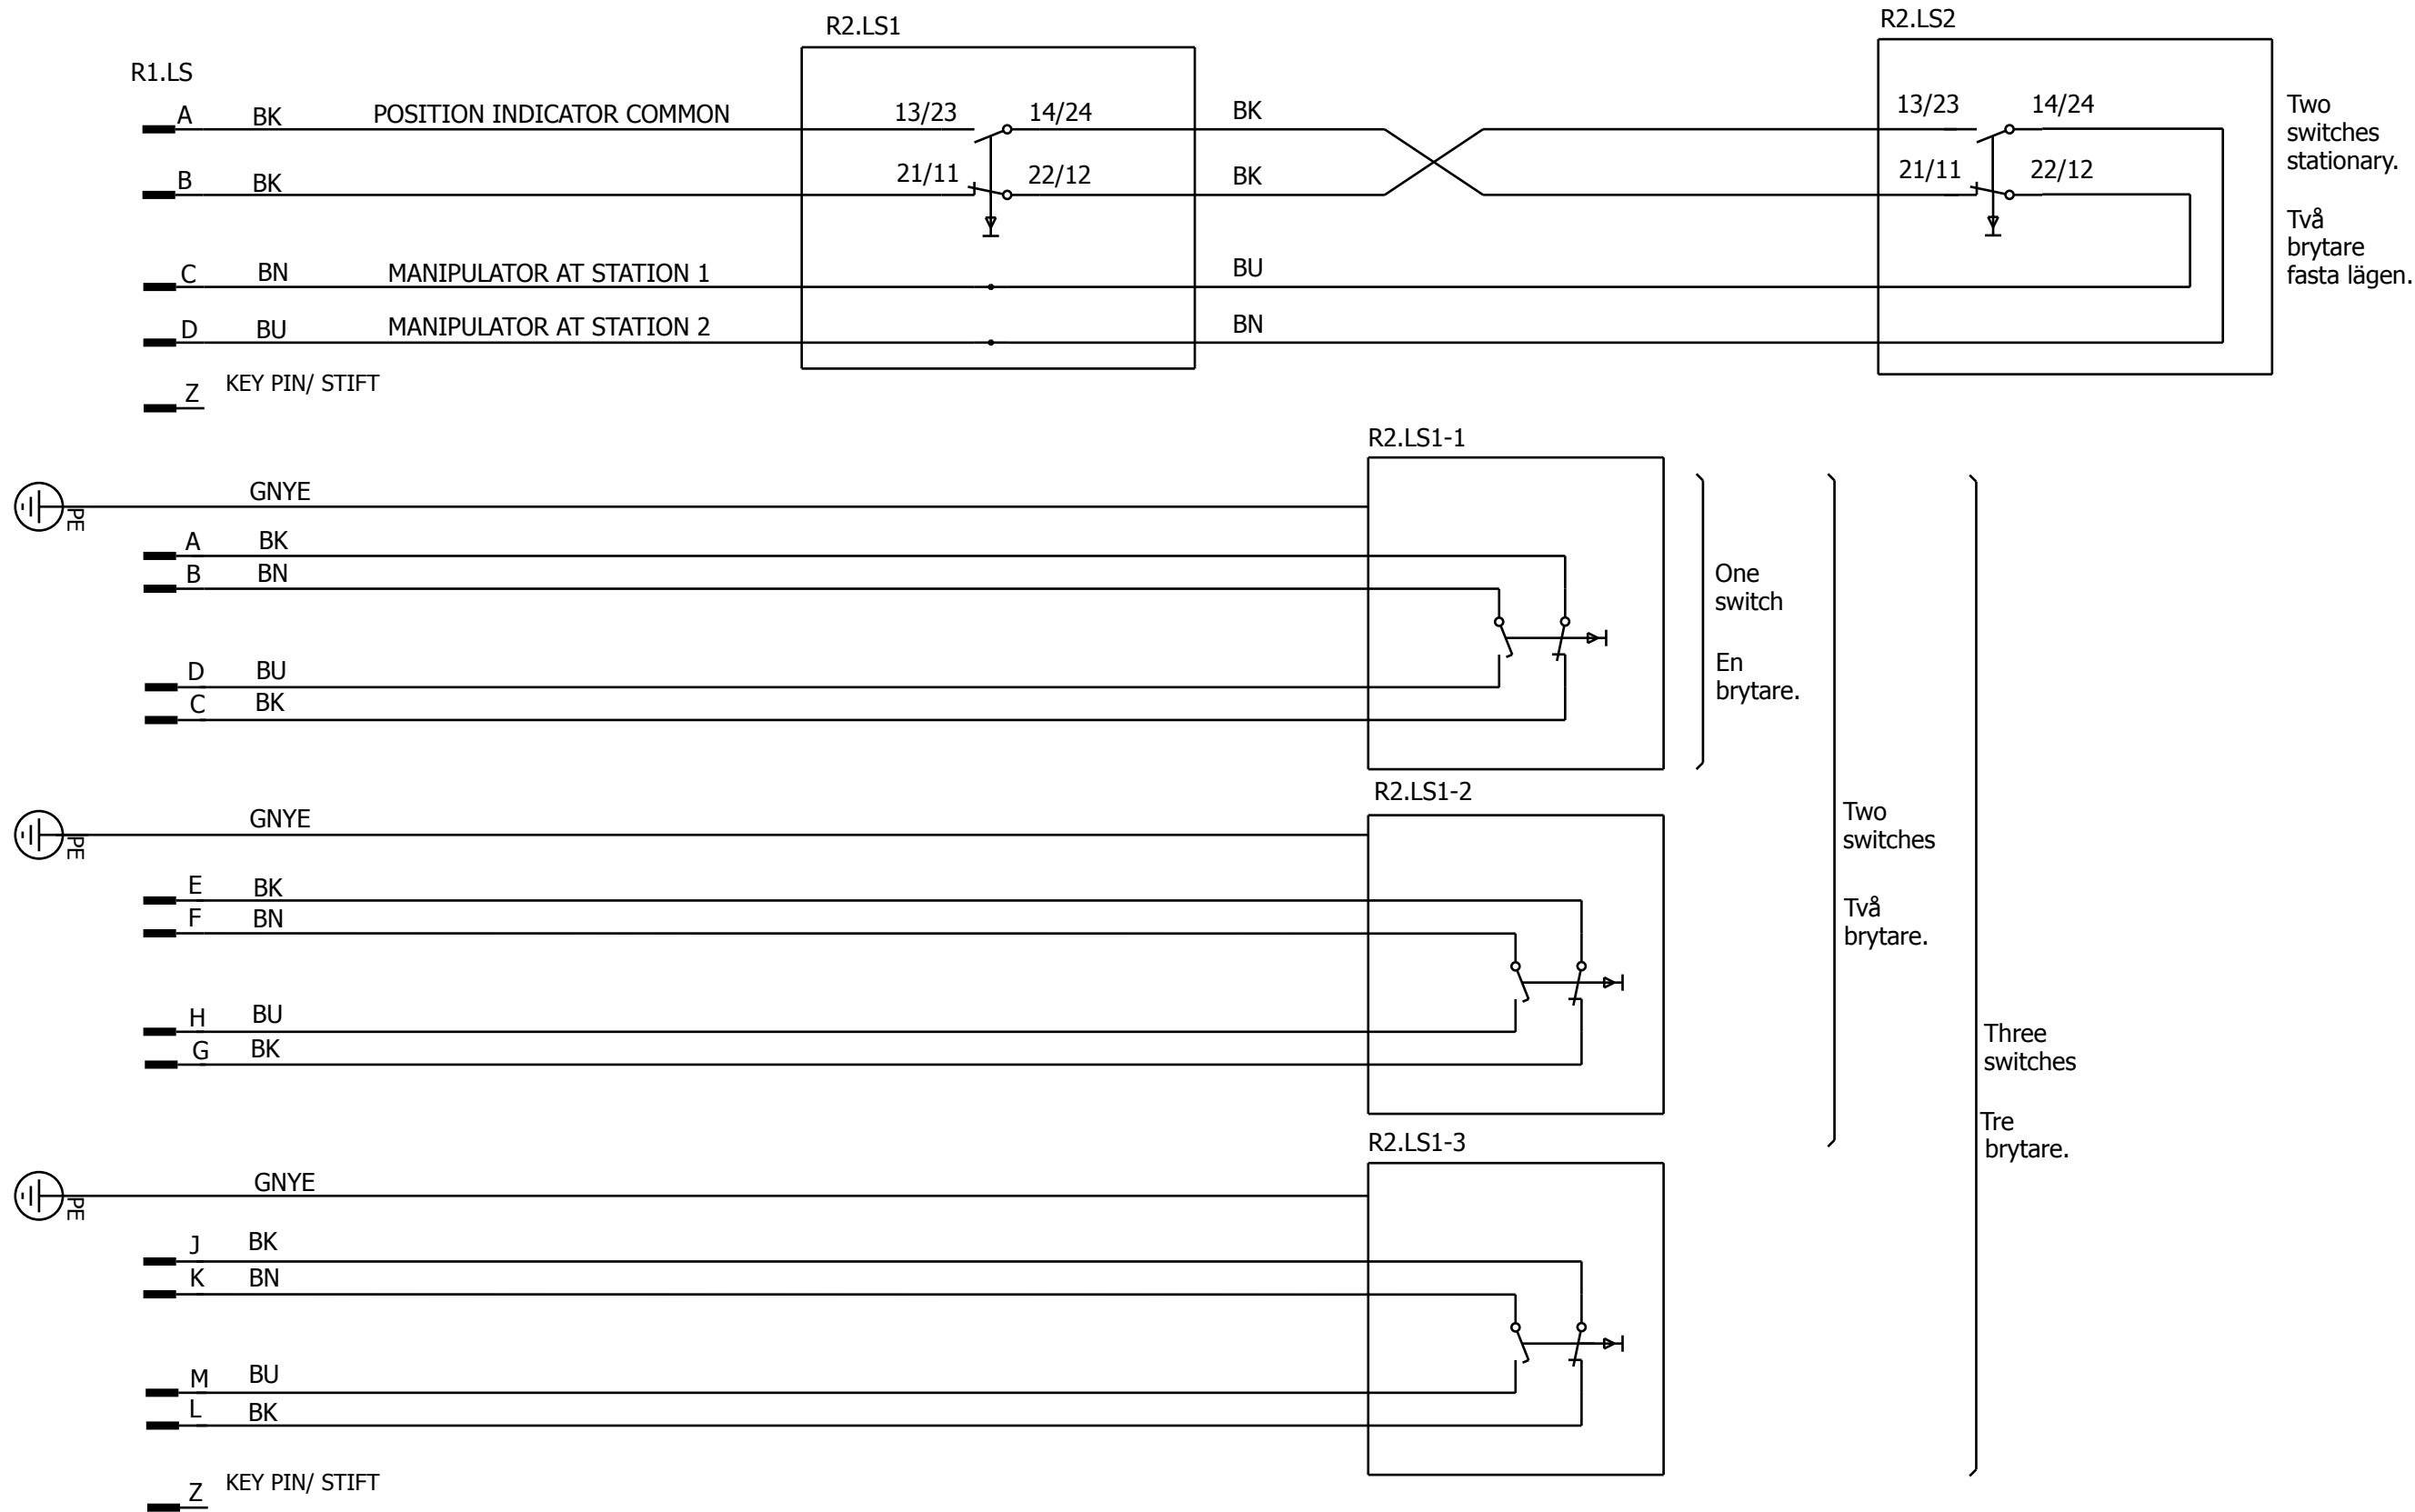 R2.LS1
R2.LS2
R1.LS
A BK POSITION INDICATOR COMMON 13/23 14/24 BK 13/23 14/24
B BK 21/11 22/12 BK 21/11 22/12
C BN MANIPULATOR AT STATION 1 BU
D BU MANIPULATOR AT STATION 2 BN
Z KEY PIN/ STIFT
Two
switches
stationary.
Två
brytare
fasta lägen.
R2.LS1-1
PE GNYE
A BK
B BN
D BU
C BK
One
switch
En
brytare.
R2.LS1-2
PE GNYE
E BK
F BN
H BU
G BK
Two
switches
Två
brytare.
R2.LS1-3
PE GNYE
J BK
K BN
M BU
L BK
Three
switches
Tre
brytare.
Z KEY PIN/ STIFT